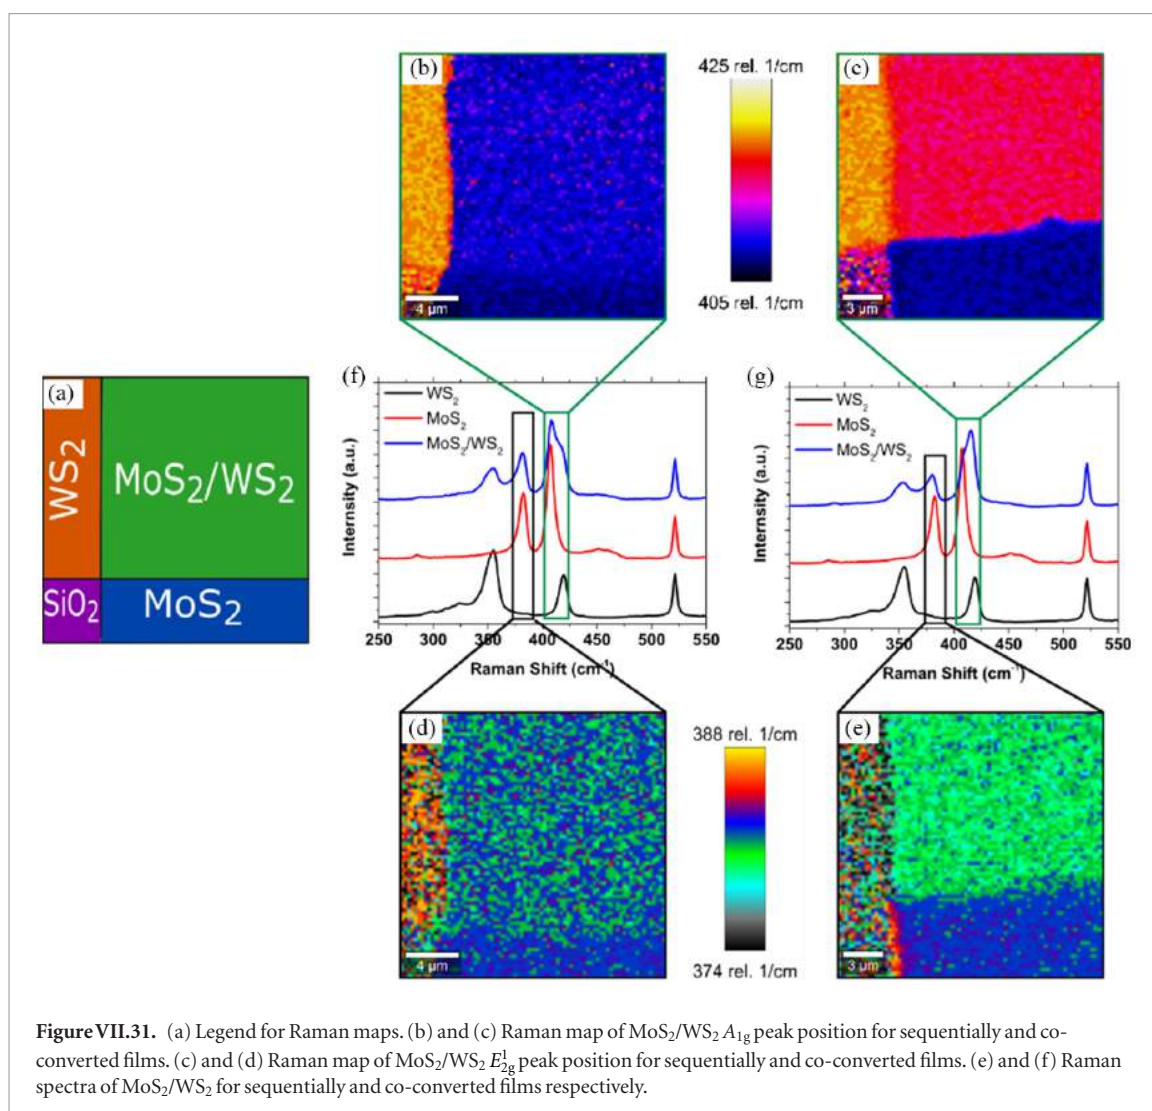 (b)
425 rel. 1/cm
(c)
4 µm
405 rel. 1/cm
3 µm
(a)
WS₂
MoS₂/WS₂
SiO₂
MoS₂
(f)
WS₂
MoS₂
MoS₂/WS₂
Internsity (a.u.)
250 300 350 400 450 500 550
Raman Shift (cm⁻¹)
(g)
WS₂
MoS₂
MoS₂/WS₂
Internsity (a.u.)
250 300 350 400 450 500 550
Raman Shift (cm⁻¹)
(d)
388 rel. 1/cm
(e)
4 µm
374 rel. 1/cm
3 µm
Figure VII.31. (a) Legend for Raman maps. (b) and (c) Raman map of MoS₂/WS₂ A₁g peak position for sequentially and co-
converted films. (c) and (d) Raman map of MoS₂/WS₂ E¹₂g peak position for sequentially and co-converted films. (e) and (f) Raman
spectra of MoS₂/WS₂ for sequentially and co-converted films respectively.